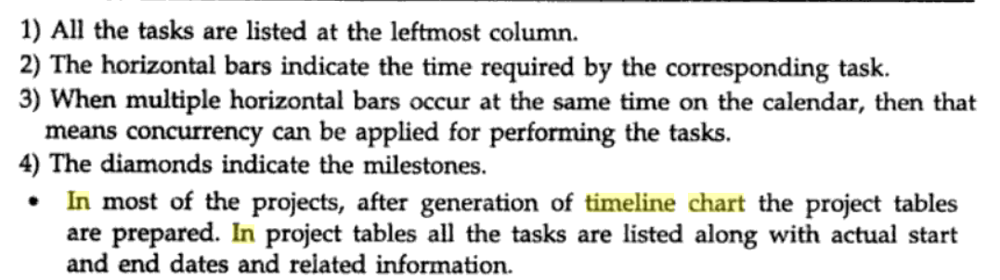 1) All the tasks are listed at the leftmost column.
2) The horizontal bars indicate the time required by the corresponding task.
3) When multiple horizontal bars occur at the same time on the calendar, then that
means concurrency can be applied for performing the tasks.
4) The diamonds indicate the milestones.
• In most of the projects, after generation of timeline chart the project tables
are prepared. In project tables all the tasks are listed along with actual start
and end dates and related information.